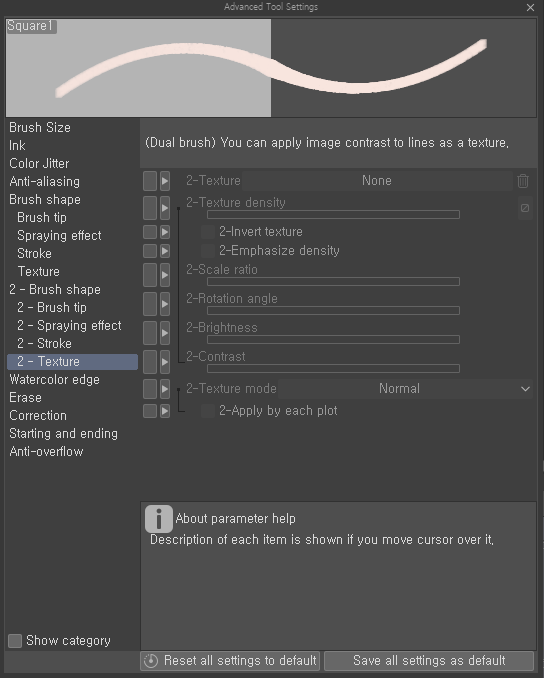 Advanced Tool Settings
Square1
Brush Size
Ink
Color Jitter
Anti-aliasing
Brush shape
Brush tip
Spraying effect
Stroke
Texture
2 - Brush shape
2 - Brush tip
2 - Spraying effect
2 - Stroke
2 - Texture
Watercolor edge
Erase
Correction
Starting and ending
Anti-overflow
Show category
(Dual brush) You can apply image contrast to lines as a texture.
2-Texture None
2-Texture density
2-Invert texture
2-Emphasize density
2-Scale ratio
2-Rotation angle
2-Brightness
2-Contrast
2-Texture mode Normal
2-Apply by each plot
About parameter help
Description of each item is shown if you move cursor over it.
Reset all settings to default Save all settings as default